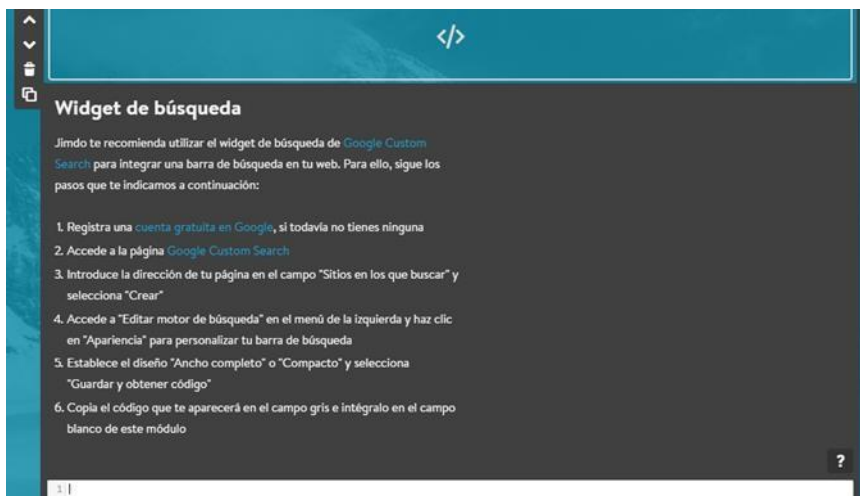 </>
Widget de búsqueda
Jimdo te recomienda utilizar el widget de búsqueda de Google Custom
Search para integrar una barra de búsqueda en tu web. Para ello, sigue los
pasos que te indicamos a continuación:
1. Registra una cuenta gratuita en Google, si todavía no tienes ninguna
2. Accede a la página Google Custom Search
3. Introduce la dirección de tu página en el campo "Sitios en los que buscar" y
selecciona "Crear"
4. Accede a "Editar motor de búsqueda" en el menú de la izquierda y haz clic
en "Apariencia" para personalizar tu barra de búsqueda
5. Establece el diseño "Ancho completo" o "Compacto" y selecciona
"Guardar y obtener código"
6. Copia el código que te aparecerá en el campo gris e intégralo en el campo
blanco de este módulo
?
1